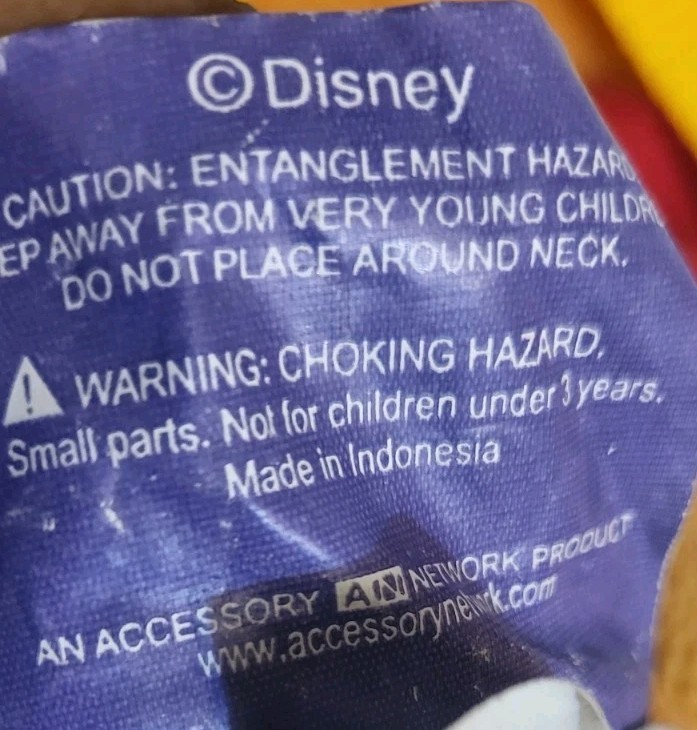 ©Disney
CAUTION: ENTANGLEMENT HAZARD
EP AWAY FROM VERY YOUNG CHILDR
DO NOT PLACE AROUND NECK.
WARNING: CHOKING HAZARD,
Small parts. Not for children under 3 years.
Made in Indonesia
AN ACCESSORY AN NETWORK PRODUCT
www.accessorynetwrk.com